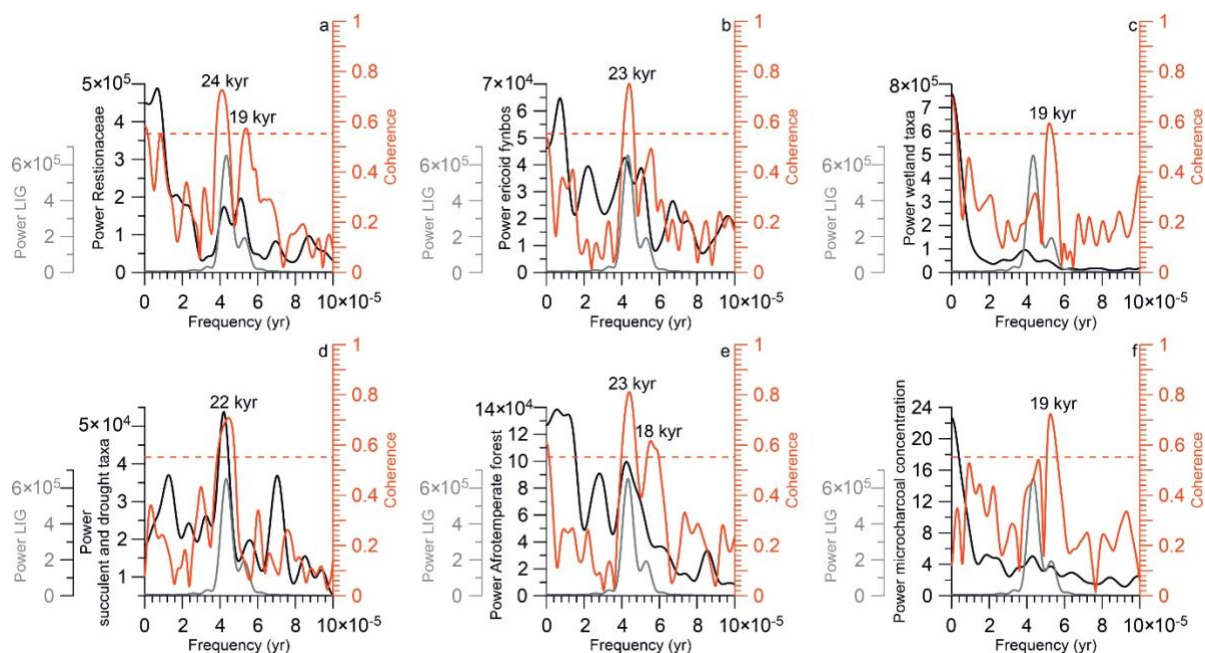 a
24 kyr
19 kyr
5×10⁵
4
3
2
1
0
6×10⁵
4
2
0
Power LIG
Power Restionaceae
1
0.8
0.6
0.4
0.2
0
Coherence
0 2 4 6 8 10×10⁻⁵
Frequency (yr)
b
23 kyr
7×10⁴
6
5
4
3
2
1
0
6×10⁵
4
2
0
Power LIG
Power ericoid fynbos
1
0.8
0.6
0.4
0.2
0
Coherence
0 2 4 6 8 10×10⁻⁵
Frequency (yr)
c
19 kyr
8×10⁵
7
6
5
4
3
2
1
0
6×10⁵
4
2
0
Power LIG
Power wetland taxa
1
0.8
0.6
0.4
0.2
0
Coherence
0 2 4 6 8 10×10⁻⁵
Frequency (yr)
d
22 kyr
5×10⁴
4
3
2
1
6×10⁵
4
2
0
Power LIG
Power
succulent and drought taxa
1
0.8
0.6
0.4
0.2
0
Coherence
0 2 4 6 8 10×10⁻⁵
Frequency (yr)
e
23 kyr
18 kyr
14×10⁴
12
10
8
6
4
2
0
6×10⁵
4
2
0
Power LIG
Power Afrotemperate forest
1
0.8
0.6
0.4
0.2
0
Coherence
0 2 4 6 8 10×10⁻⁵
Frequency (yr)
f
19 kyr
24
20
16
12
8
4
0
6×10⁵
4
2
0
Power LIG
Power microcharcoal concentration
1
0.8
0.6
0.4
0.2
0
Coherence
0 2 4 6 8 10×10⁻⁵
Frequency (yr)